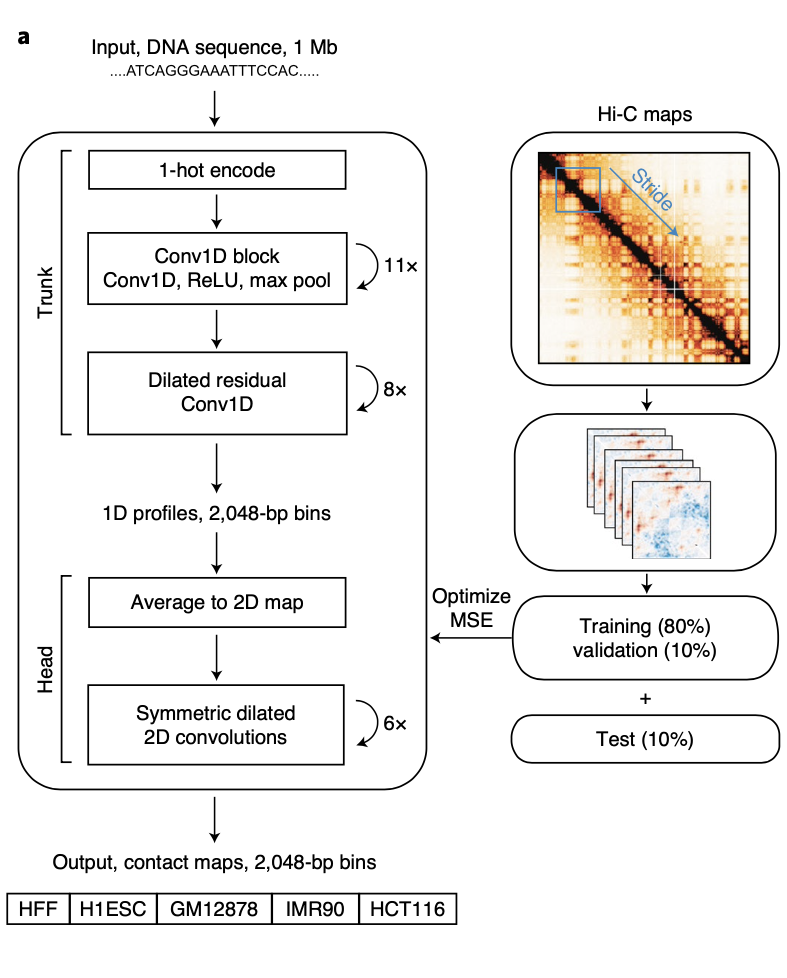 a
Input, DNA sequence, 1 Mb
....ATCAGGGAAATTTCCAC.....
Trunk
1-hot encode
Conv1D block
Conv1D, ReLU, max pool
11×
Dilated residual
Conv1D
8×
1D profiles, 2,048-bp bins
Head
Average to 2D map
Symmetric dilated
2D convolutions
6×
Output, contact maps, 2,048-bp bins
HFF H1ESC GM12878 IMR90 HCT116
Hi-C maps
Stride
Optimize
MSE
Training (80%)
validation (10%)
+
Test (10%)